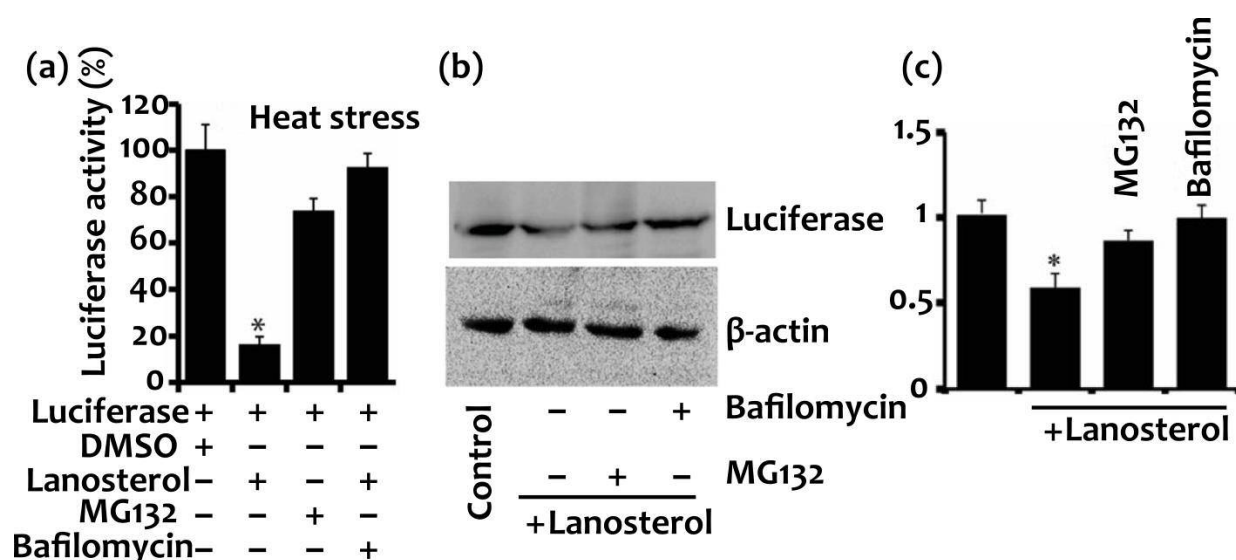 (a)
Luciferase activity (%)
Heat stress
120
100
80
60
40
20
0
*
Luciferase + + + +
DMSO + – – –
Lanosterol – + + +
MG132 – – + –
Bafilomycin – – – +
(b)
Luciferase
β-actin
Control
– – + Bafilomycin
– + – MG132
+Lanosterol
(c)
1.5
1
0.5
0
*
MG132
Bafilomycin
+Lanosterol